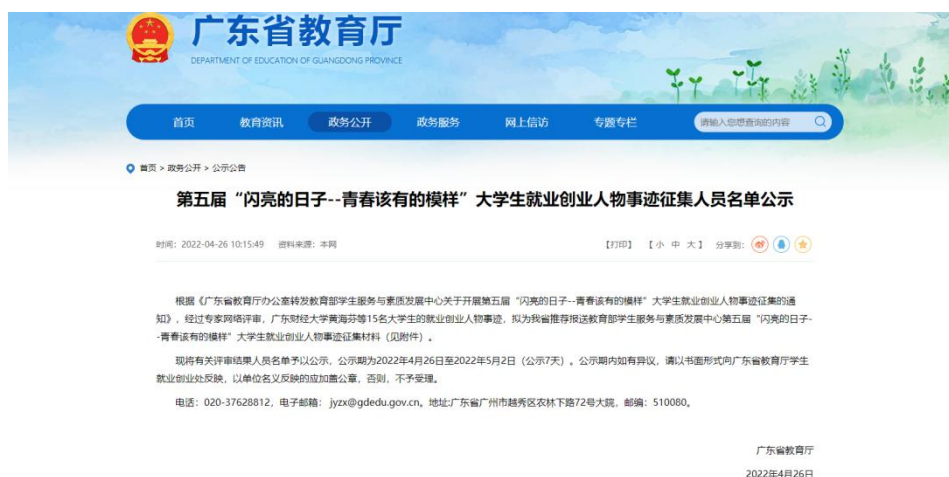 广东省教育厅
DEPARTMENT OF EDUCATION OF GUANGDONG PROVINCE
首页 教育资讯 政务公开 政务服务 网上信访 专题专栏 请输入您想查询的内容
首页 > 政务公开 > 公示公告
第五届“闪亮的日子--青春该有的模样”大学生就业创业人物事迹征集人员名单公示
时间：2022-04-26 10:15:49 资料来源：本网 【打印】 【小 中 大】 分享到：
根据《广东省教育厅办公室转发教育部学生服务与素质发展中心关于开展第五届“闪亮的日子--青春该有的模样”大学生就业创业人物事迹征集的通
知》，经过专家网络评审，广东财经大学黄海芬等15名大学生的就业创业人物事迹，拟为我省推荐报送教育部学生服务与素质发展中心第五届“闪亮的日子-
-青春该有的模样”大学生就业创业人物事迹征集材料（见附件）。
现将有关评审结果人员名单予以公示，公示期为2022年4月26日至2022年5月2日（公示7天）。公示期内如有异议，请以书面形式向广东省教育厅学生
就业创业处反映，以单位名义反映的应加盖公章，否则，不予受理。
电话：020-37628812，电子邮箱： jyzx@gdedu.gov.cn。地址:广东省广州市越秀区农林下路72号大院，邮编：510080。
广东省教育厅
2022年4月26日